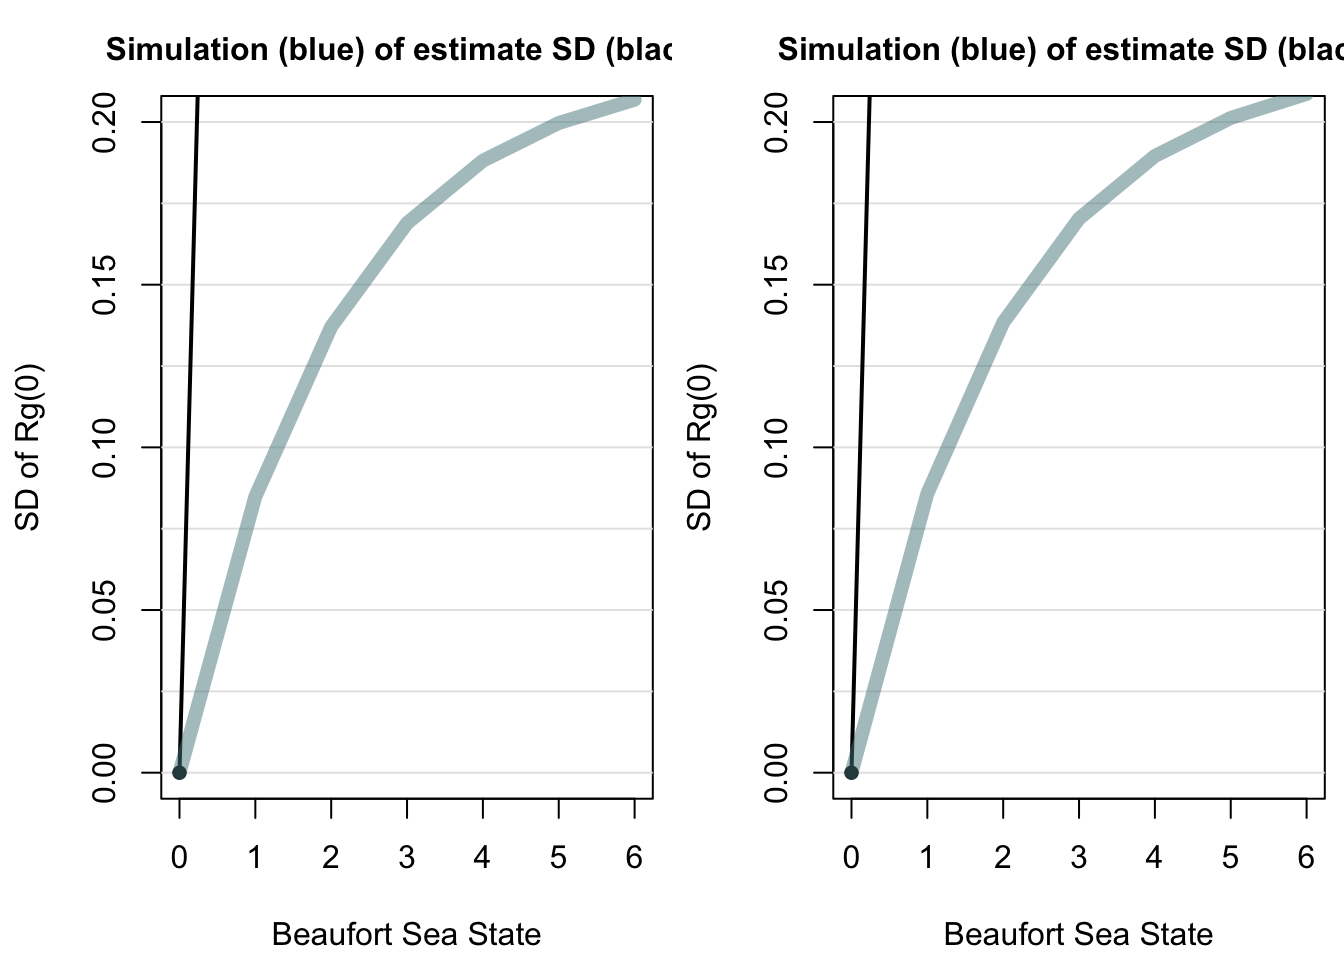 Simulation (blue) of estimate SD (blac
SD of Rg(0)
0.20
0.15
0.10
0.05
0.00
0 1 2 3 4 5 6
Beaufort Sea State
Simulation (blue) of estimate SD (blac
SD of Rg(0)
0.20
0.15
0.10
0.05
0.00
0 1 2 3 4 5 6
Beaufort Sea State